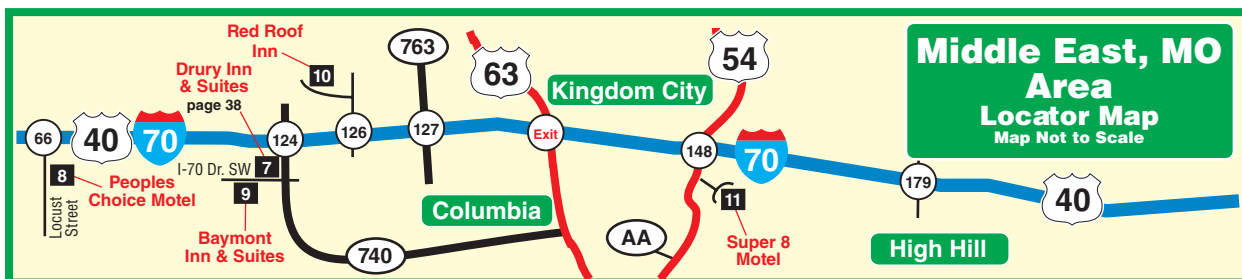 Middle East, MO
Area
Locator Map
Map Not to Scale
Red Roof
Inn
10
Drury Inn
& Suites
page 38
763
63
54
Kingdom City
66
40
70
124
126
127
Exit
148
70
179
40
8
Peoples
Choice Motel
Locust
Street
I-70 Dr. SW
7
9
Baymont
Inn & Suites
740
Columbia
AA
11
Super 8
Motel
High Hill